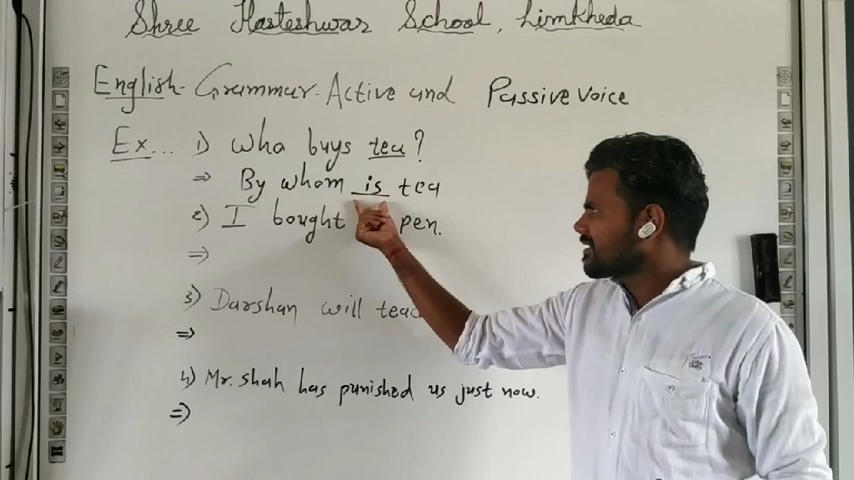 Shree Hasteshwar School, Limkheda
English Grammar - Active and Passive Voice
Ex... 1) Who buys tea?
⇒ By whom is tea
2) I bought pen.
⇒
3) Darshan will
⇒
4) Mr. Shah has punished us just now.
⇒